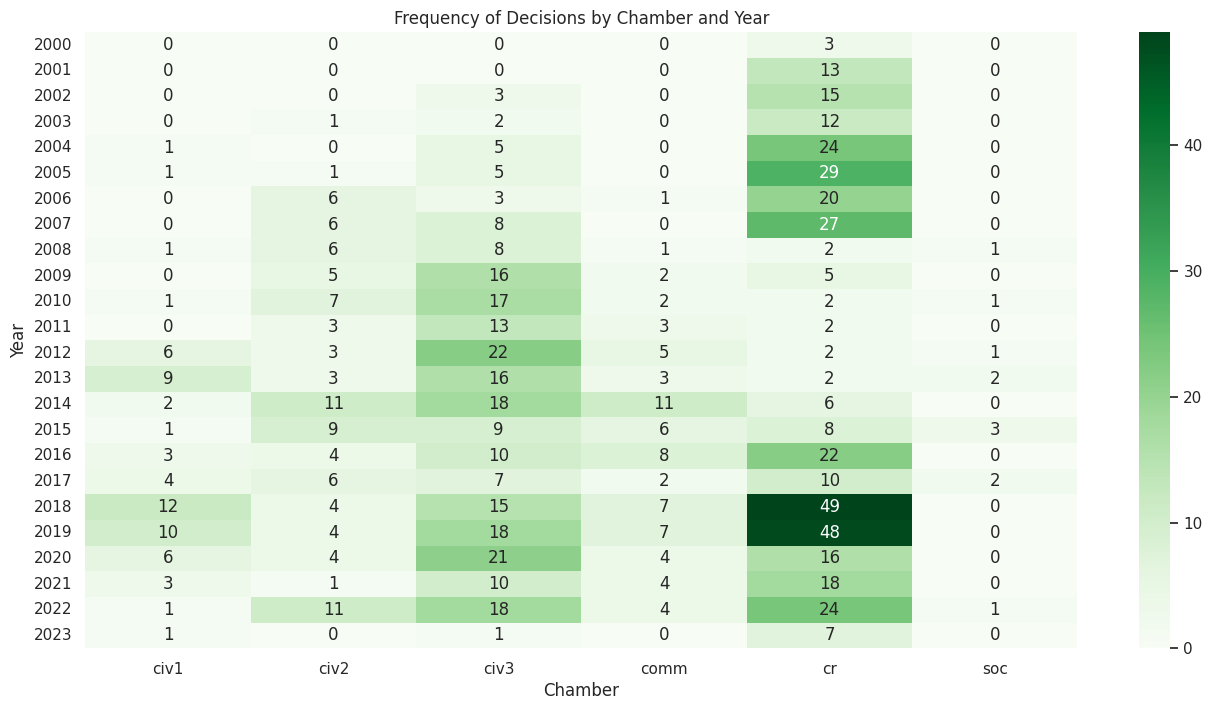 Frequency of Decisions by Chamber and Year
Year
2000 0 0 0 0 3 0
2001 0 0 0 0 13 0
2002 0 0 3 0 15 0
2003 0 1 2 0 12 0
2004 1 0 5 0 24 0
2005 1 1 5 0 29 0
2006 0 6 3 1 20 0
2007 0 6 8 0 27 0
2008 1 6 8 1 2 1
2009 0 5 16 2 5 0
2010 1 7 17 2 2 1
2011 0 3 13 3 2 0
2012 6 3 22 5 2 1
2013 9 3 16 3 2 2
2014 2 11 18 11 6 0
2015 1 9 9 6 8 3
2016 3 4 10 8 22 0
2017 4 6 7 2 10 2
2018 12 4 15 7 49 0
2019 10 4 18 7 48 0
2020 6 4 21 4 16 0
2021 3 1 10 4 18 0
2022 1 11 18 4 24 1
2023 1 0 1 0 7 0
civ1 civ2 civ3 comm cr soc
Chamber
40
30
20
10
0